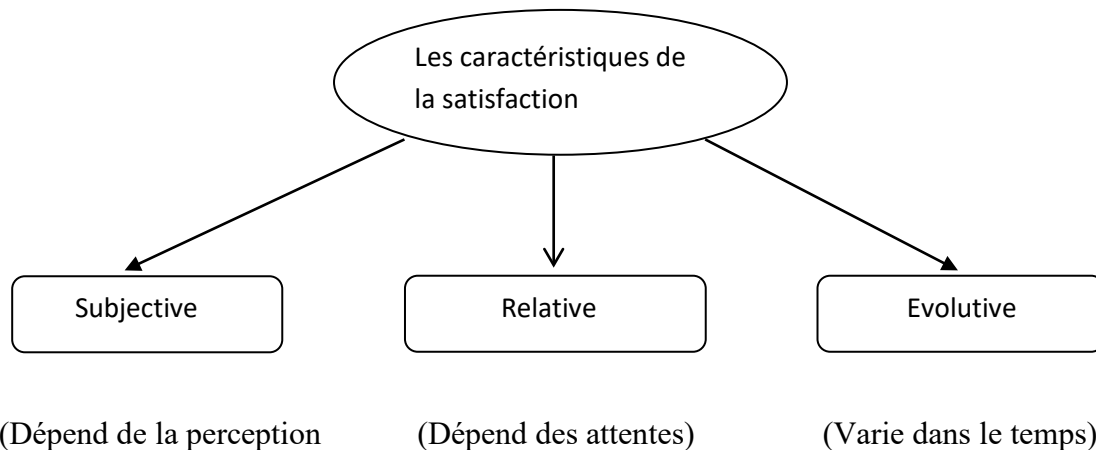 Les caractéristiques de
la satisfaction
Subjective
Relative
Evolutive
(Dépend de la perception
(Dépend des attentes)
(Varie dans le temps)